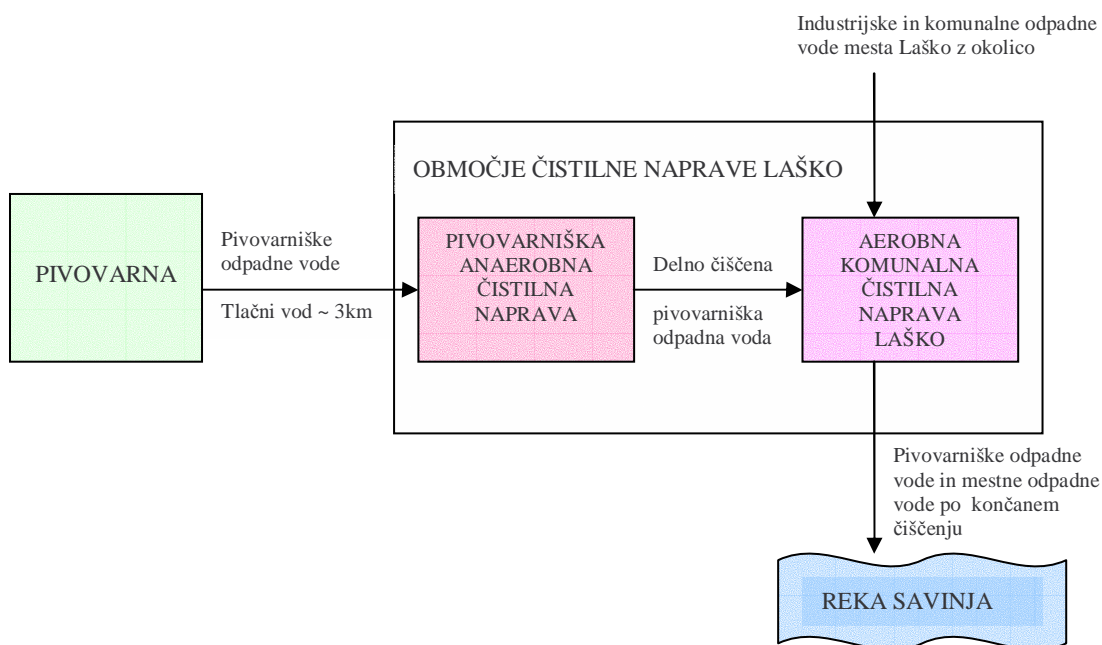 Industrijske in komunalne odpadne
vode mesta Laško z okolico
OBMOČJE ČISTILNE NAPRAVE LAŠKO
PIVOVARNA
Pivovarniške
odpadne vode
Tlačni vod ~ 3km
PIVOVARNIŠKA
ANAEROBNA
ČISTILNA
NAPRAVA
Delno čiščena
pivovarniška
odpadna voda
AEROBNA
KOMUNALNA
ČISTILNA
NAPRAVA
LAŠKO
Pivovarniške odpadne
vode in mestne odpadne
vode po končanem
čiščenju
REKA SAVINJA